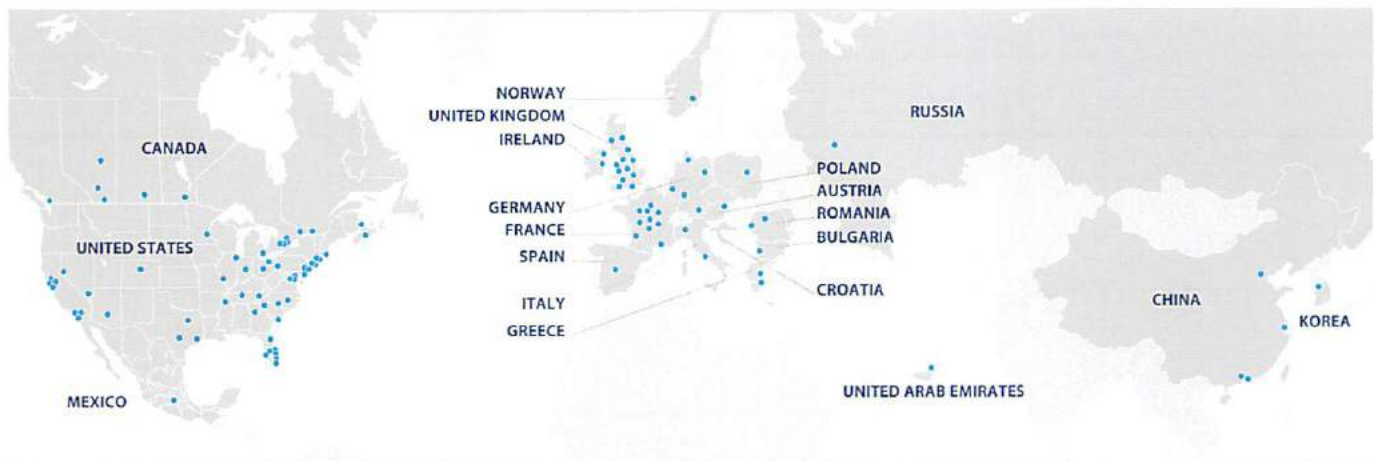 NORWAY
UNITED KINGDOM
IRELAND
RUSSIA
CANADA
POLAND
AUSTRIA
GERMANY
ROMANIA
FRANCE
BULGARIA
UNITED STATES
SPAIN
CROATIA
ITALY
CHINA
GREECE
KOREA
UNITED ARAB EMIRATES
MEXICO